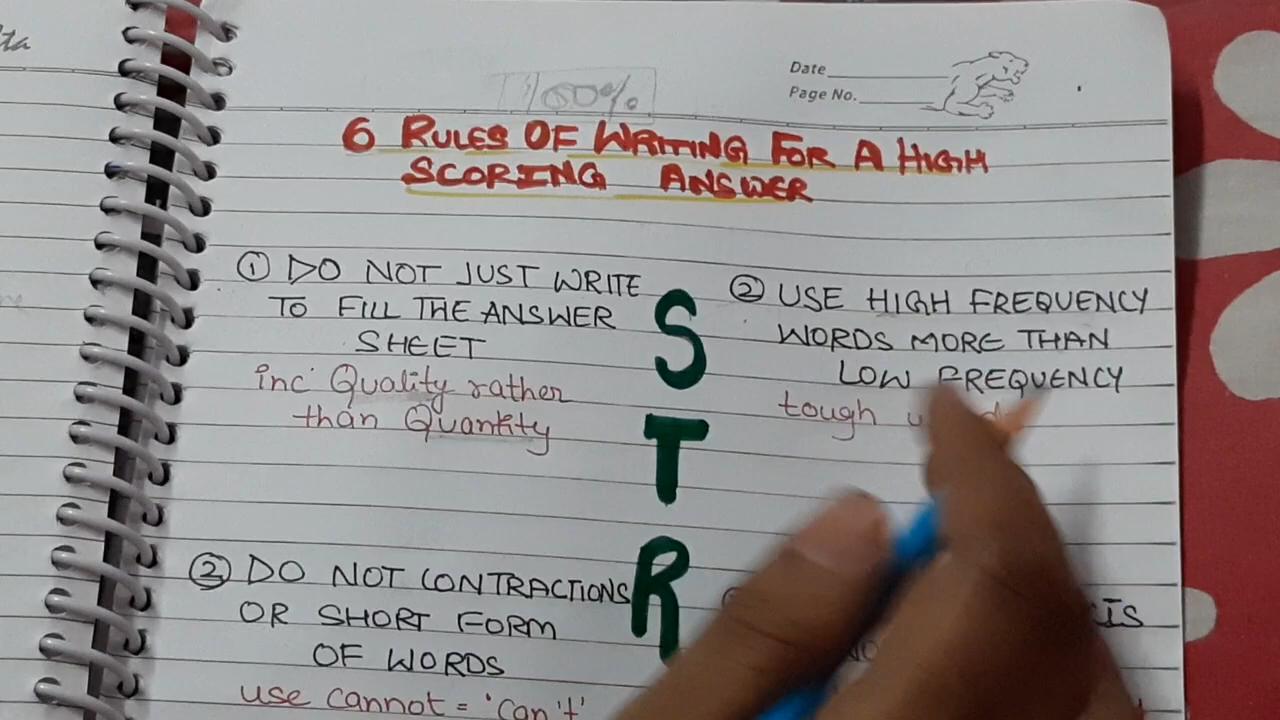 ta
100%
Date
Page No.
6 RULES OF WRITING FOR A HIGH
SCORING ANSWER
① DO NOT JUST WRITE
TO FILL THE ANSWER
SHEET
inc Quality rather
than Quantity
S
T
R
② USE HIGH FREQUENCY
WORDS MORE THAN
LOW FREQUENCY
tough
② DO NOT CONTRACTIONS
OR SHORT FORM
OF WORDS
use cannot = 'can't'